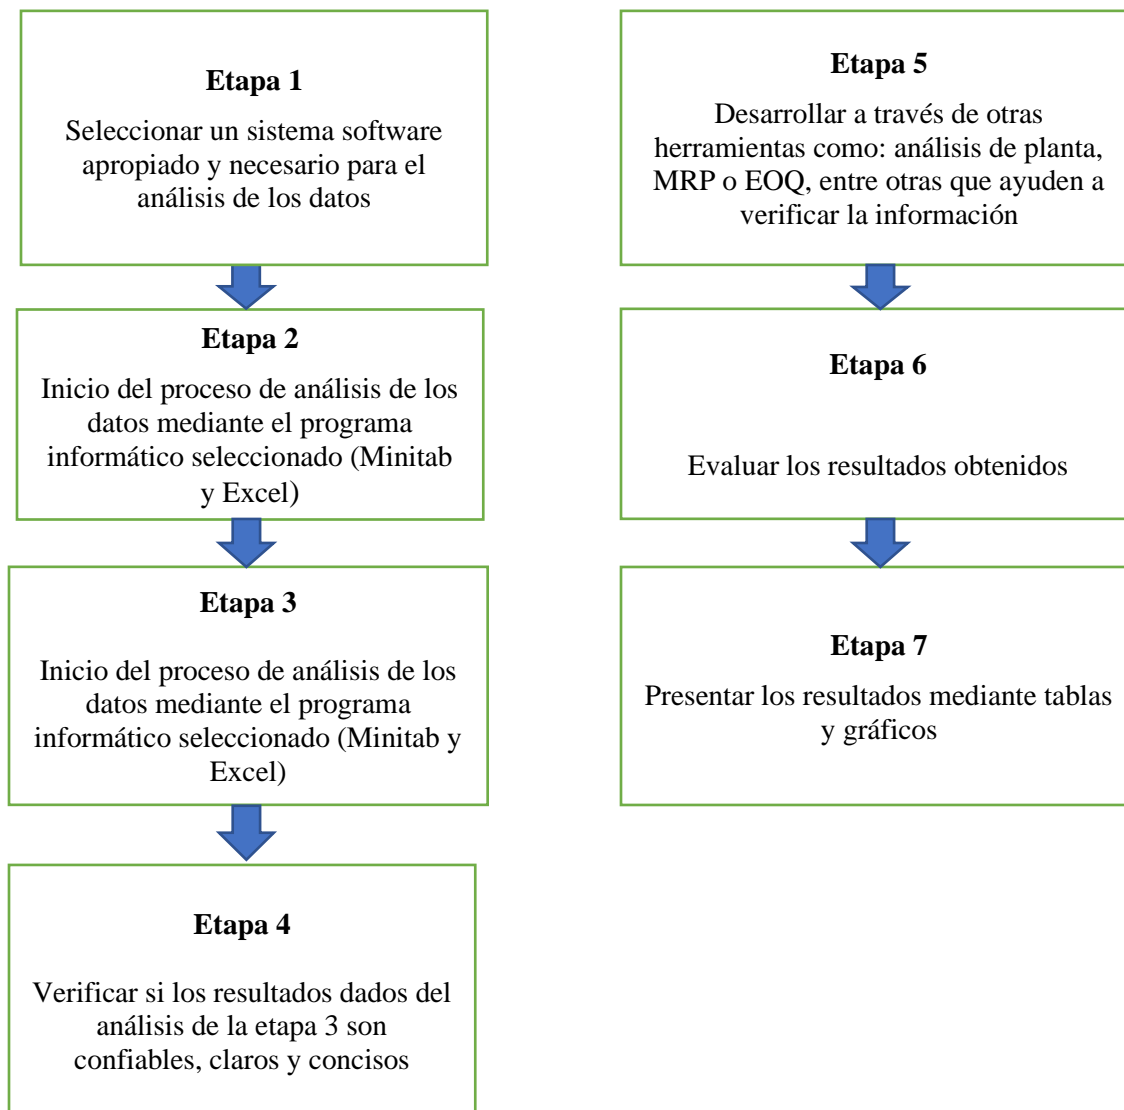 Etapa 1
Seleccionar un sistema software
apropiado y necesario para el
análisis de los datos
Etapa 2
Inicio del proceso de análisis de los
datos mediante el programa
informático seleccionado (Minitab
y Excel)
Etapa 3
Inicio del proceso de análisis de los
datos mediante el programa
informático seleccionado (Minitab y
Excel)
Etapa 4
Verificar si los resultados dados del
análisis de la etapa 3 son
confiables, claros y concisos
Etapa 5
Desarrollar a través de otras
herramientas como: análisis de planta,
MRP o EOQ, entre otras que ayuden a
verificar la información
Etapa 6
Evaluar los resultados obtenidos
Etapa 7
Presentar los resultados mediante tablas
y gráficos